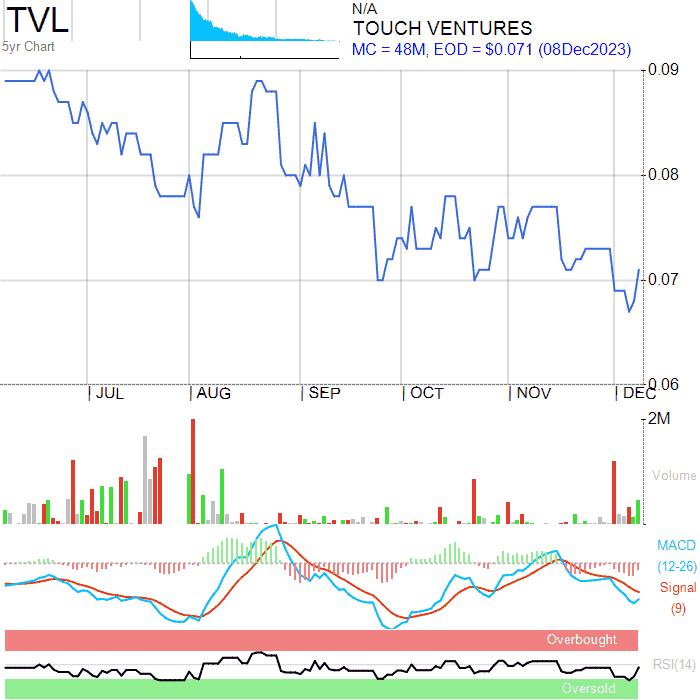 TVL
5yr Chart
N/A
TOUCH VENTURES
MC = 48M, EOD = $0.071 (08Dec2023)
0.09
0.08
0.07
0.06
JUL AUG SEP OCT NOV DEC
2M
Volume
MACD
(12-26)
Signal
(9)
Overbought
RSI(14)
Oversold